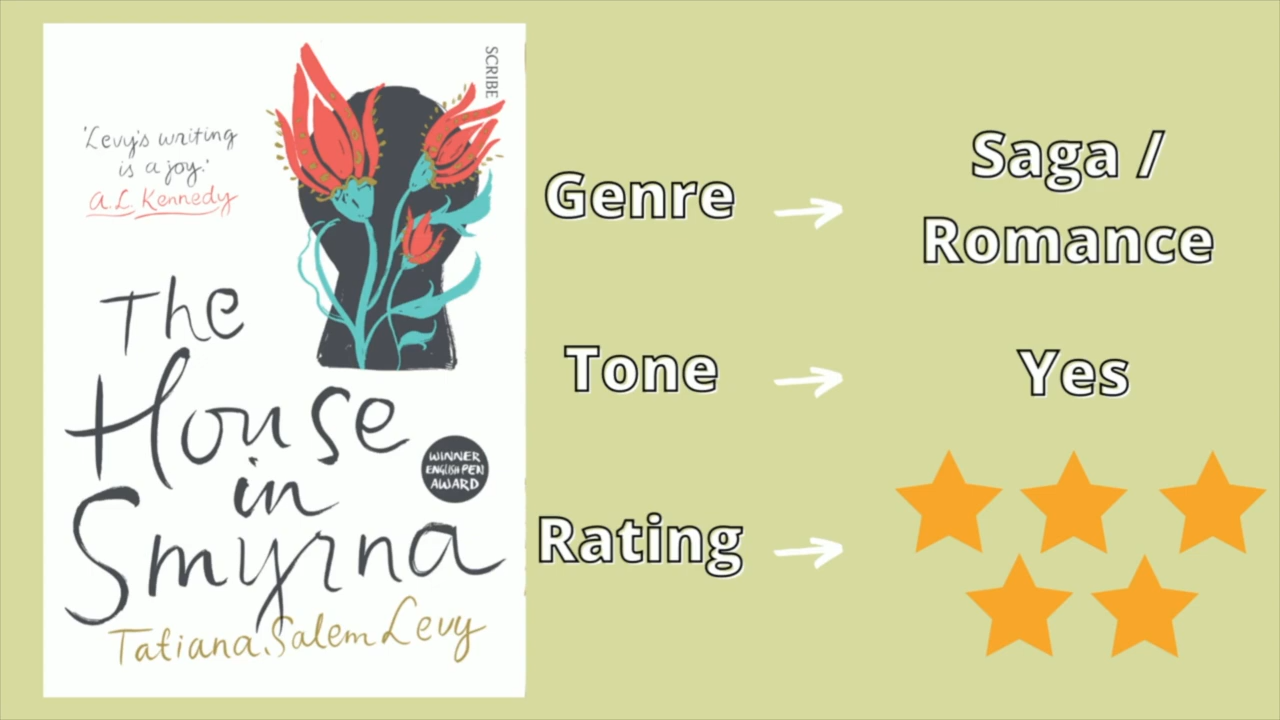 SCRIBE
'Levy's writing
is a joy.'
A.L. Kennedy
The
House
in
Smyrna
WINNER
ENGLISH PEN
AWARD
Tatiana Salem Levy
Genre
Saga /
Romance
Tone
Yes
Rating